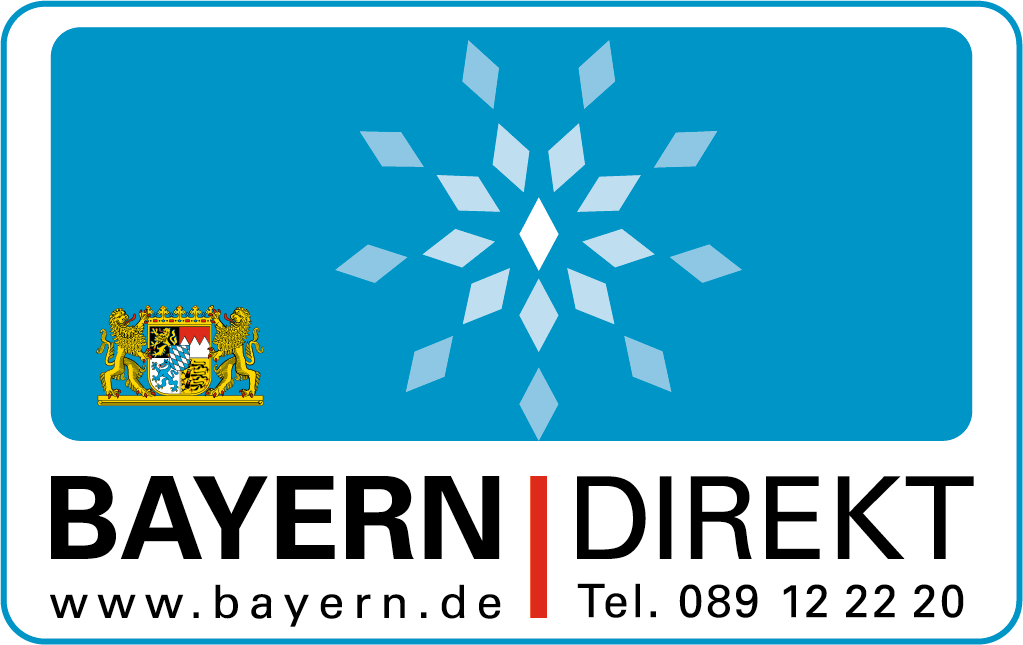 BAYERN | DIREKT
www.bayern.de Tel. 089 12 22 20